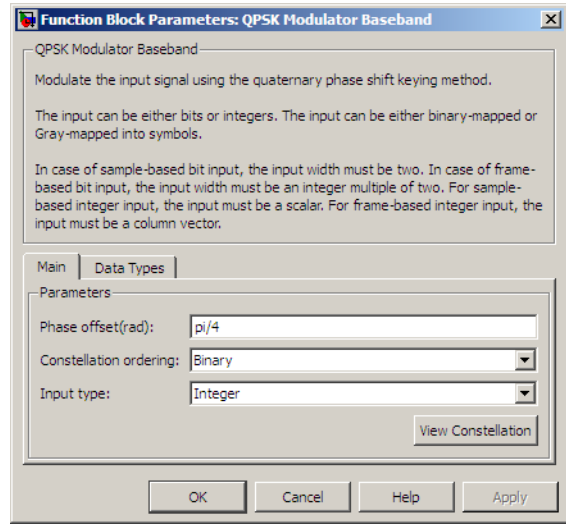 Function Block Parameters: QPSK Modulator Baseband
QPSK Modulator Baseband
Modulate the input signal using the quaternary phase shift keying method.
The input can be either bits or integers. The input can be either binary-mapped or
Gray-mapped into symbols.
In case of sample-based bit input, the input width must be two. In case of frame-
based bit input, the input width must be an integer multiple of two. For sample-
based integer input, the input must be a scalar. For frame-based integer input, the
input must be a column vector.
Main Data Types
Parameters
Phase offset(rad): pi/4
Constellation ordering: Binary
Input type: Integer
View Constellation
OK Cancel Help Apply